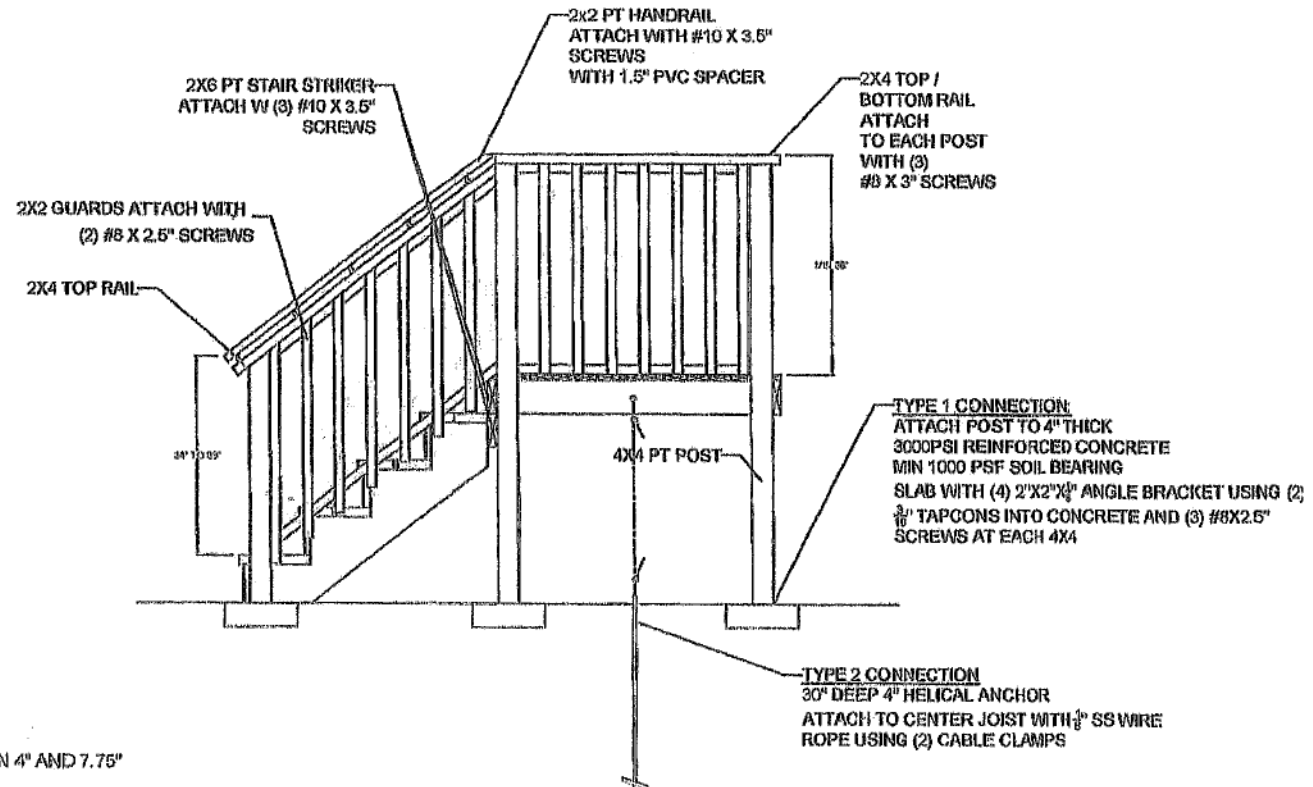 2x2 PT HANDRAIL
ATTACH WITH #10 X 3.5"
SCREWS
WITH 1.5" PVC SPACER
2X6 PT STAIR STRIKER
ATTACH W (3) #10 X 3.5"
SCREWS
2X4 TOP /
BOTTOM RAIL
ATTACH
TO EACH POST
WITH (3)
#8 X 3" SCREWS
2X2 GUARDS ATTACH WITH
(2) #8 X 2.5" SCREWS
2X4 TOP RAIL
34" TO 39"
4X4 PT POST
TYPE 1 CONNECTION:
ATTACH POST TO 4" THICK
3000PSI REINFORCED CONCRETE
MIN 1000 PSF SOIL BEARING
SLAB WITH (4) 2"X2"X ANGLE BRACKET USING (2)
TAPCONS INTO CONCRETE AND (3) #8X2.5"
SCREWS AT EACH 4X4
TYPE 2 CONNECTION
30" DEEP 4" HELICAL ANCHOR
ATTACH TO CENTER JOIST WITH SS WIRE
ROPE USING (2) CABLE CLAMPS
N 4" AND 7.75"